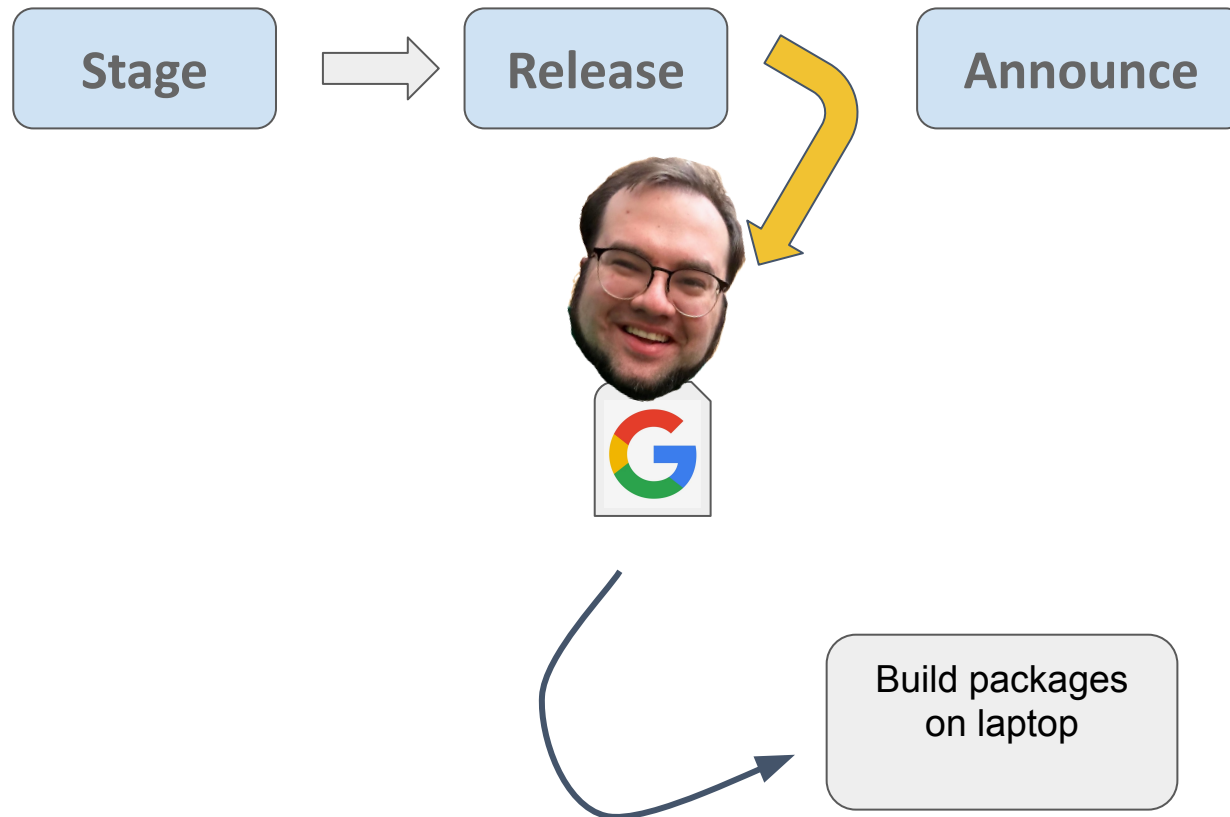 Stage
Release
Announce
Build packages
on laptop